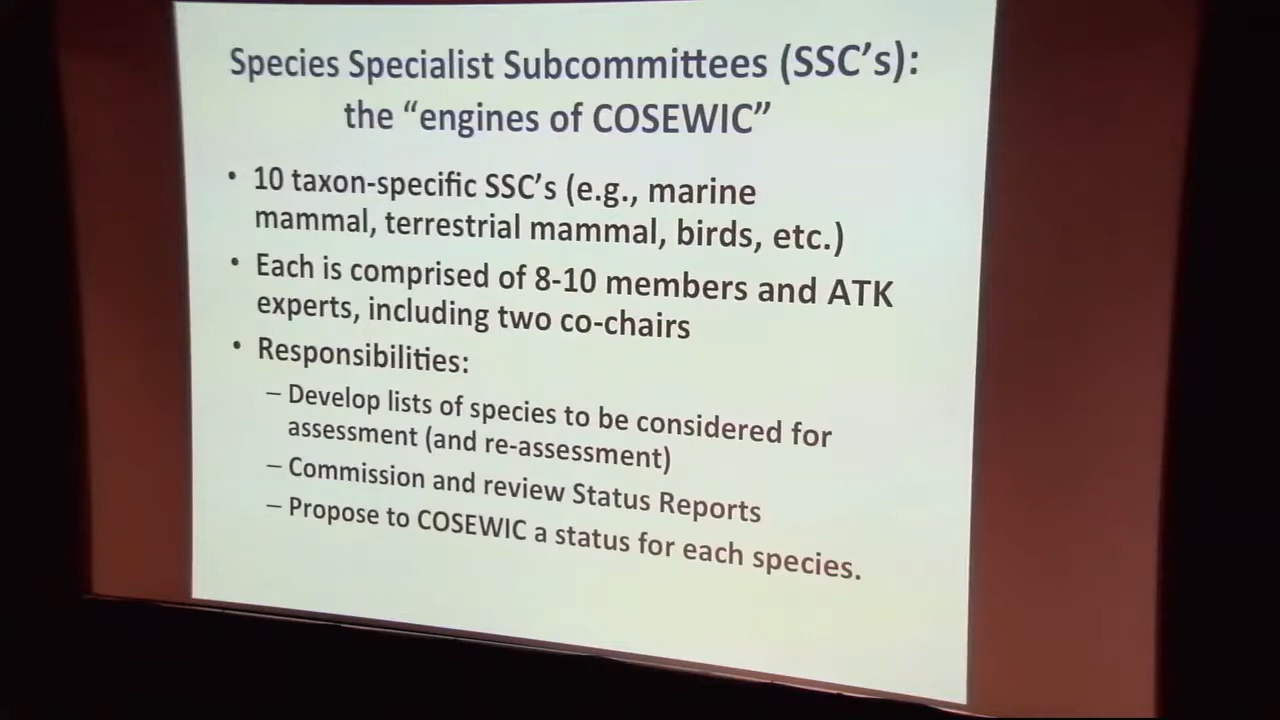 Species Specialist Subcommittees (SSC's):
the “engines of COSEWIC”
• 10 taxon-specific SSC's (e.g., marine
mammal, terrestrial mammal, birds, etc.)
• Each is comprised of 8-10 members and ATK
experts, including two co-chairs
• Responsibilities:
– Develop lists of species to be considered for
assessment (and re-assessment)
– Commission and review Status Reports
– Propose to COSEWIC a status for each species.